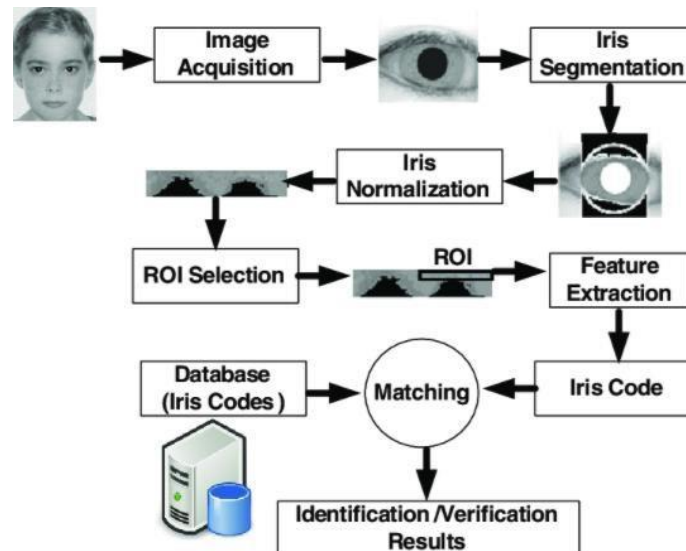 Image
Acquisition
Iris
Segmentation
Iris
Normalization
ROI Selection
ROI
Feature
Extraction
Database
(Iris Codes )
Matching
Iris Code
Identification /Verification
Results